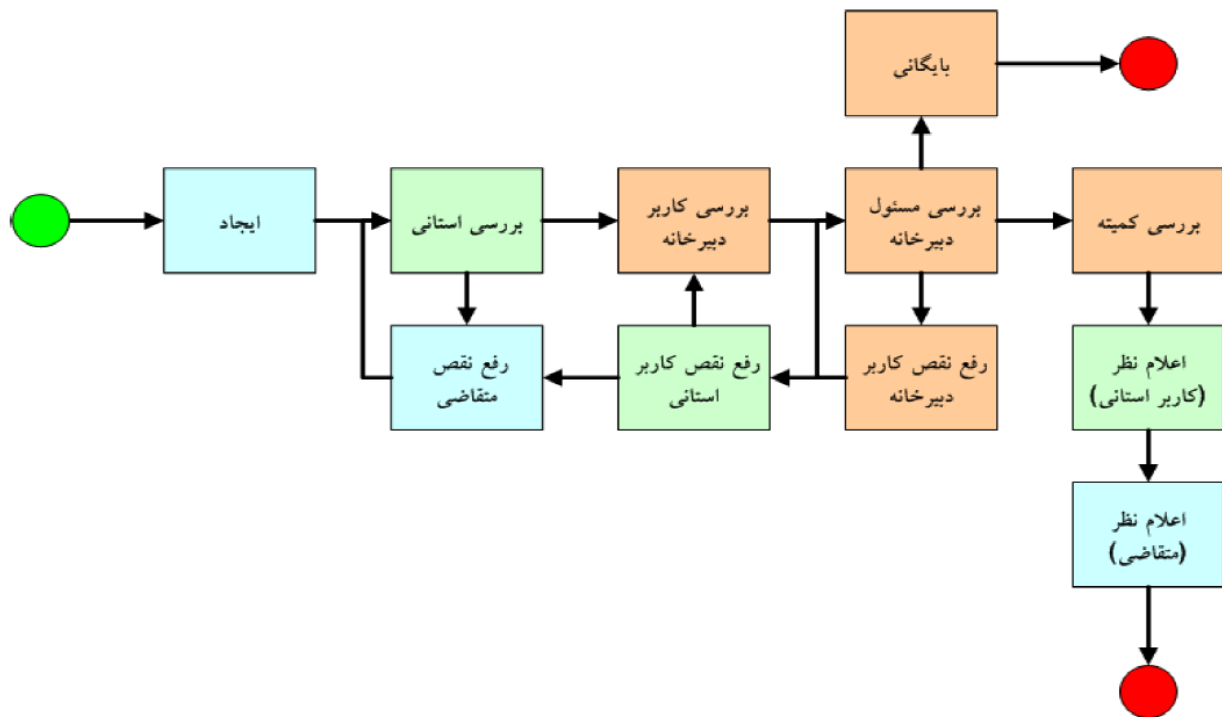 بایگانی
ایجاد
بررسی استانی
بررسی کاربر
دبیرخانه
بررسی مسئول
دبیرخانه
بررسی کمیته
رفع نقص
متقاضی
رفع نقص کاربر
استانی
رفع نقص کاربر
دبیرخانه
اعلام نظر
(کاربر استانی)
اعلام نظر
(متقاضی)